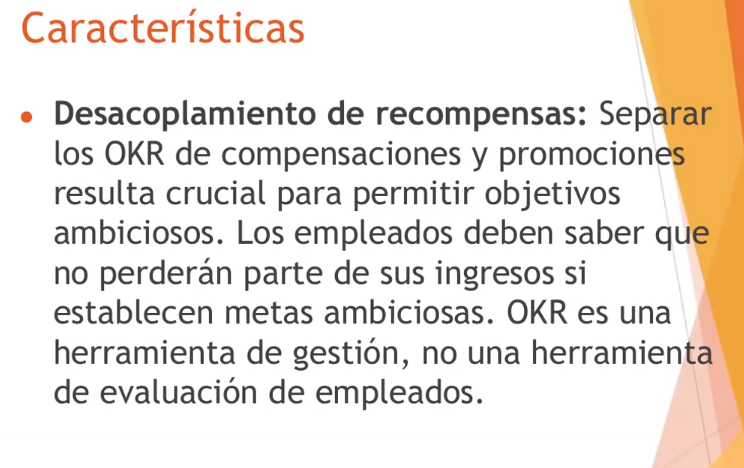 Características
• Desacoplamiento de recompensas: Separar
los OKR de compensaciones y promociones
resulta crucial para permitir objetivos
ambiciosos. Los empleados deben saber que
no perderán parte de sus ingresos si
establecen metas ambiciosas. OKR es una
herramienta de gestión, no una herramienta
de evaluación de empleados.